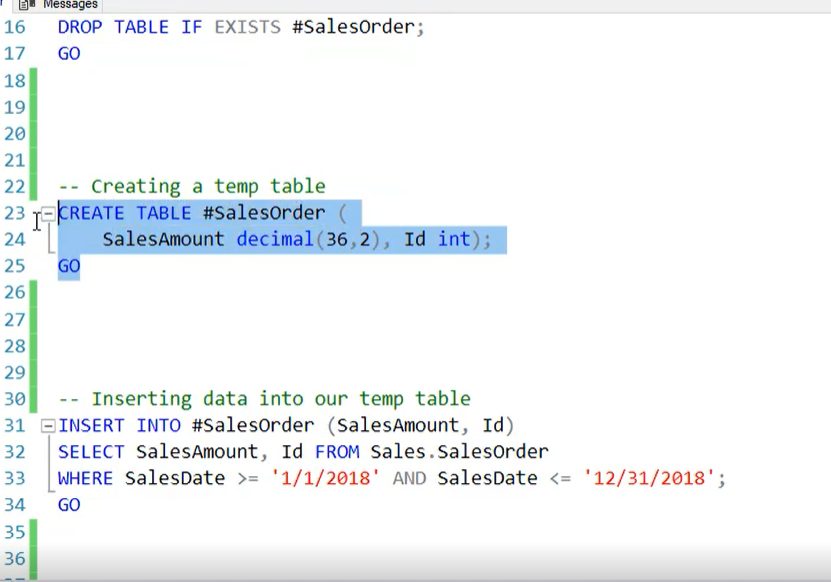 Messages
16 DROP TABLE IF EXISTS #SalesOrder;
17 GO
18
19
20
21
22 -- Creating a temp table
23 CREATE TABLE #SalesOrder (
24 SalesAmount decimal(36,2), Id int);
25 GO
26
27
28
29
30 -- Inserting data into our temp table
31 INSERT INTO #SalesOrder (SalesAmount, Id)
32 SELECT SalesAmount, Id FROM Sales.SalesOrder
33 WHERE SalesDate >= '1/1/2018' AND SalesDate <= '12/31/2018';
34 GO
35
36